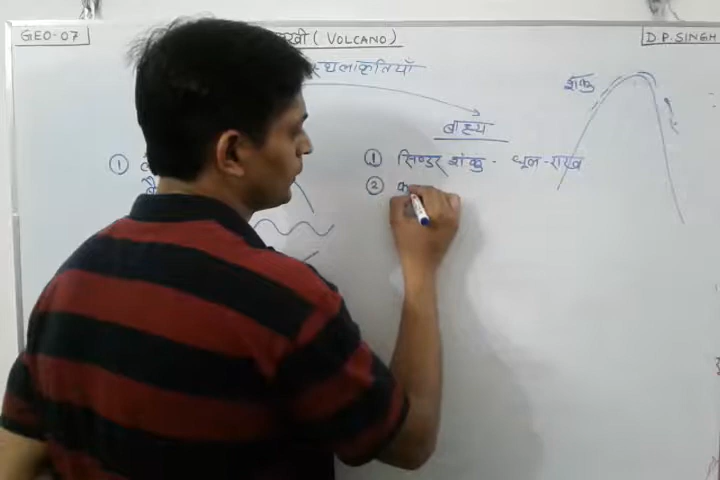 GEO-07
(VOLCANO)
D.P. SINGH
स्थलाकृतियाँ
शंकु
बाह्य
① सिण्डर शंकु - धूल-राख
①
②